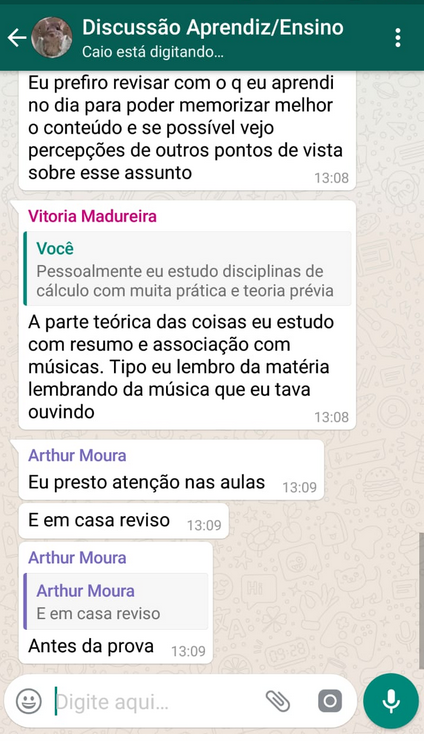 Discussão Aprendiz/Ensino
Caio está digitando...
Eu prefiro revisar com o q eu aprendi
no dia para poder memorizar melhor
o conteúdo e se possível vejo
percepções de outros pontos de vista
sobre esse assunto
13:08
Vitoria Madureira
Você
Pessoalmente eu estudo disciplinas de
cálculo com muita prática e teoria prévia
A parte teórica das coisas eu estudo
com resumo e associação com
músicas. Tipo eu lembro da matéria
lembrando da música que eu tava
ouvindo
13:08
Arthur Moura
Eu presto atenção nas aulas 13:09
E em casa reviso 13:09
Arthur Moura
Arthur Moura
E em casa reviso
Antes da prova 13:09
Digite aqui...